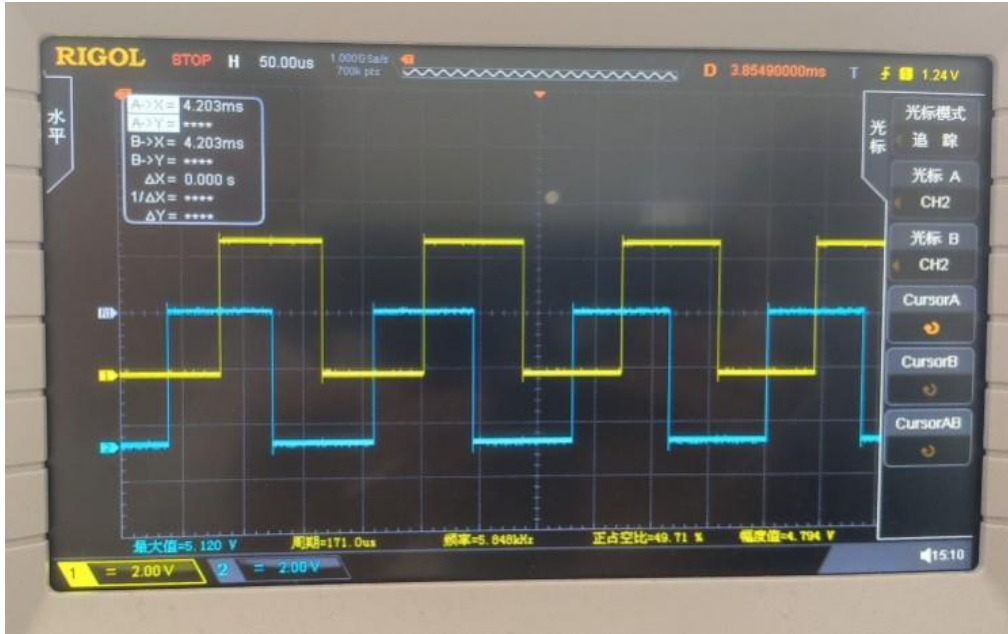 RIGOL STOP H 50.00us 1.000GSa/s 700k pts D 3.85490000ms T 1 1.24V
水平
A->X= 4.203ms
A->Y= ****
B->X= 4.203ms
B->Y= ****
ΔX= 0.000 s
1/ΔX= ****
ΔY= ****
光标
光标模式
追 踪
光标 A
CH2
光标 B
CH2
CursorA
CursorB
CursorAB
1
2
最大值=5.120 V 周期=171.0us 频率=5.848kHz 正占空比=49.71 % 幅度值=4.794 V
1 = 2.00V 2 = 2.00V 15:10